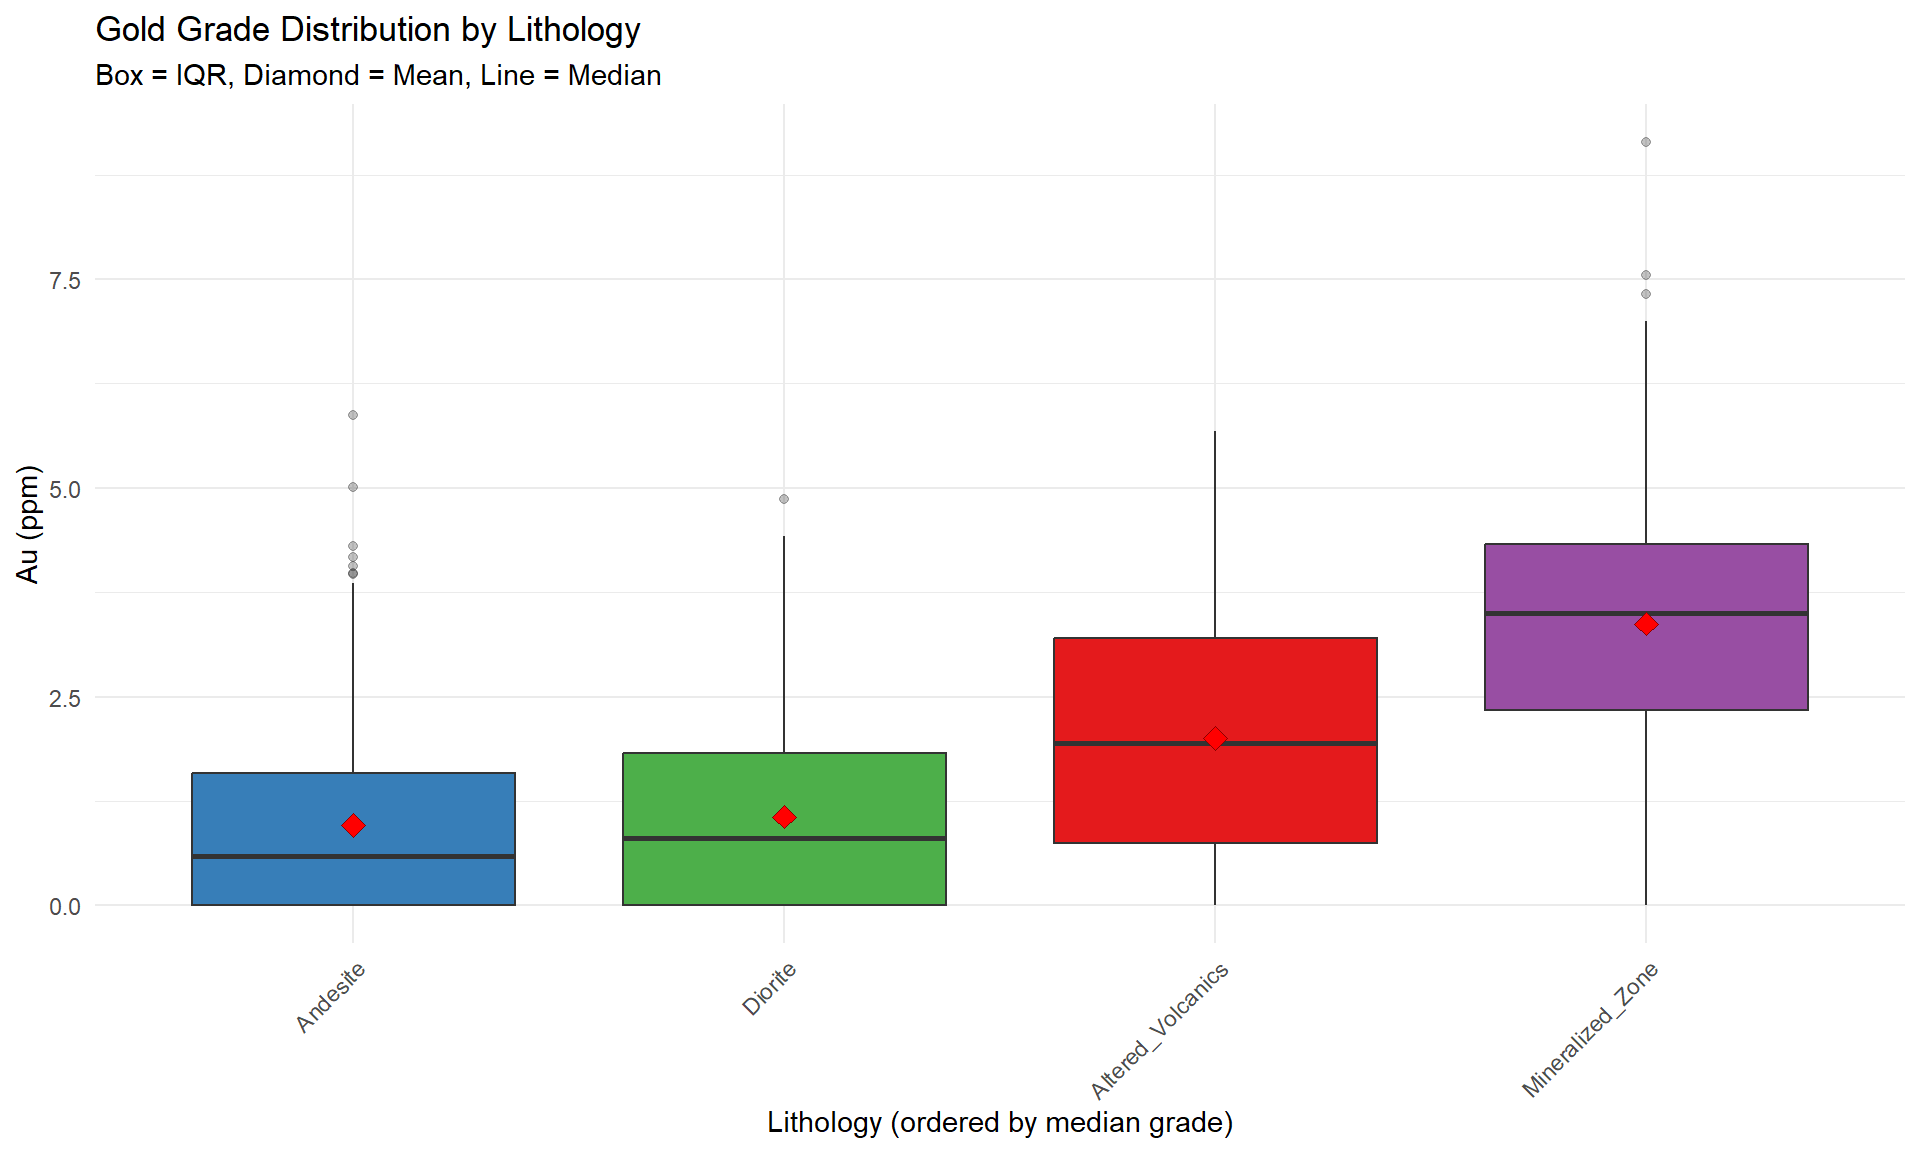 Gold Grade Distribution by Lithology
Box = IQR, Diamond = Mean, Line = Median
Au (ppm)
7.5
5.0
2.5
0.0
Andesite
Diorite
Altered_Volcanics
Mineralized_Zone
Lithology (ordered by median grade)